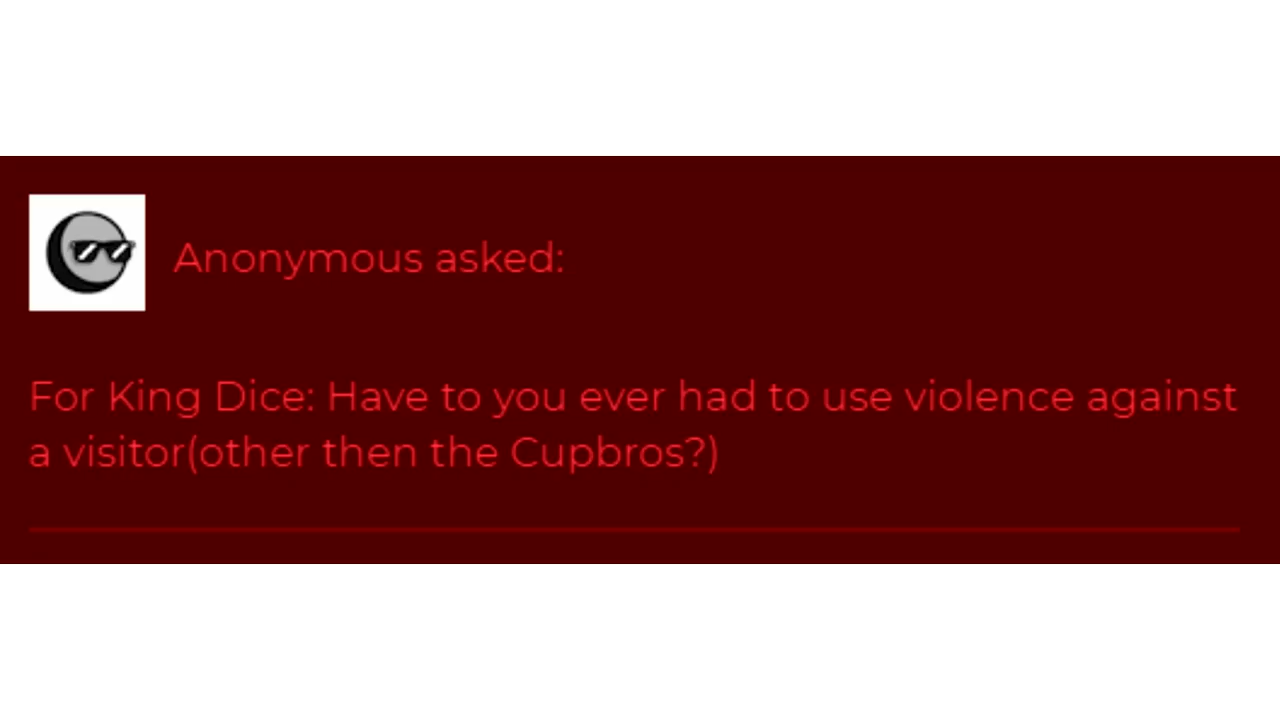 Anonymous asked:
For King Dice: Have to you ever had to use violence against
a visitor(other then the Cupbros?)